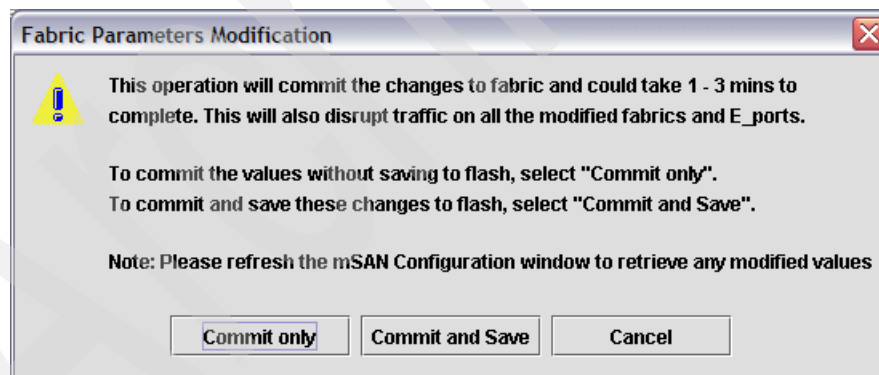 Fabric Parameters Modification
This operation will commit the changes to fabric and could take 1 - 3 mins to
complete. This will also disrupt traffic on all the modified fabrics and E_ports.
To commit the values without saving to flash, select "Commit only".
To commit and save these changes to flash, select "Commit and Save".
Note: Please refresh the mSAN Configuration window to retrieve any modified values
Commit only Commit and Save Cancel